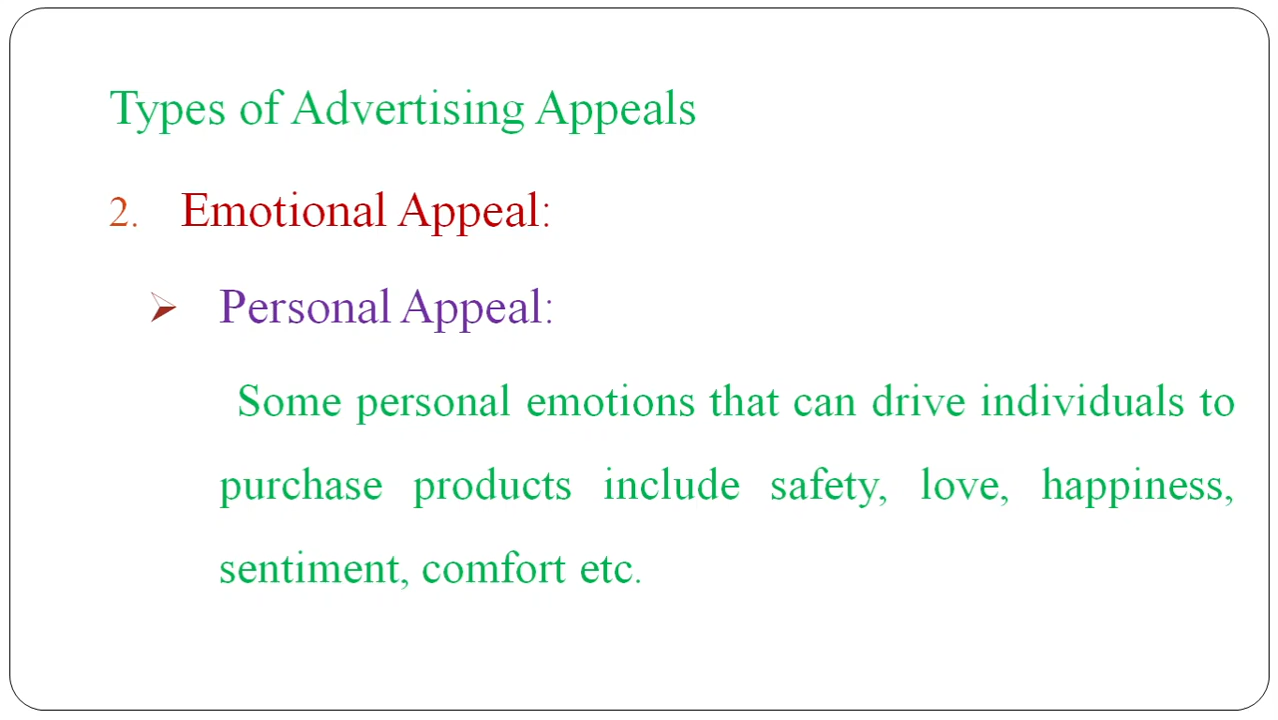 Types of Advertising Appeals
2. Emotional Appeal:
➢ Personal Appeal:
Some personal emotions that can drive individuals to
purchase products include safety, love, happiness,
sentiment, comfort etc.